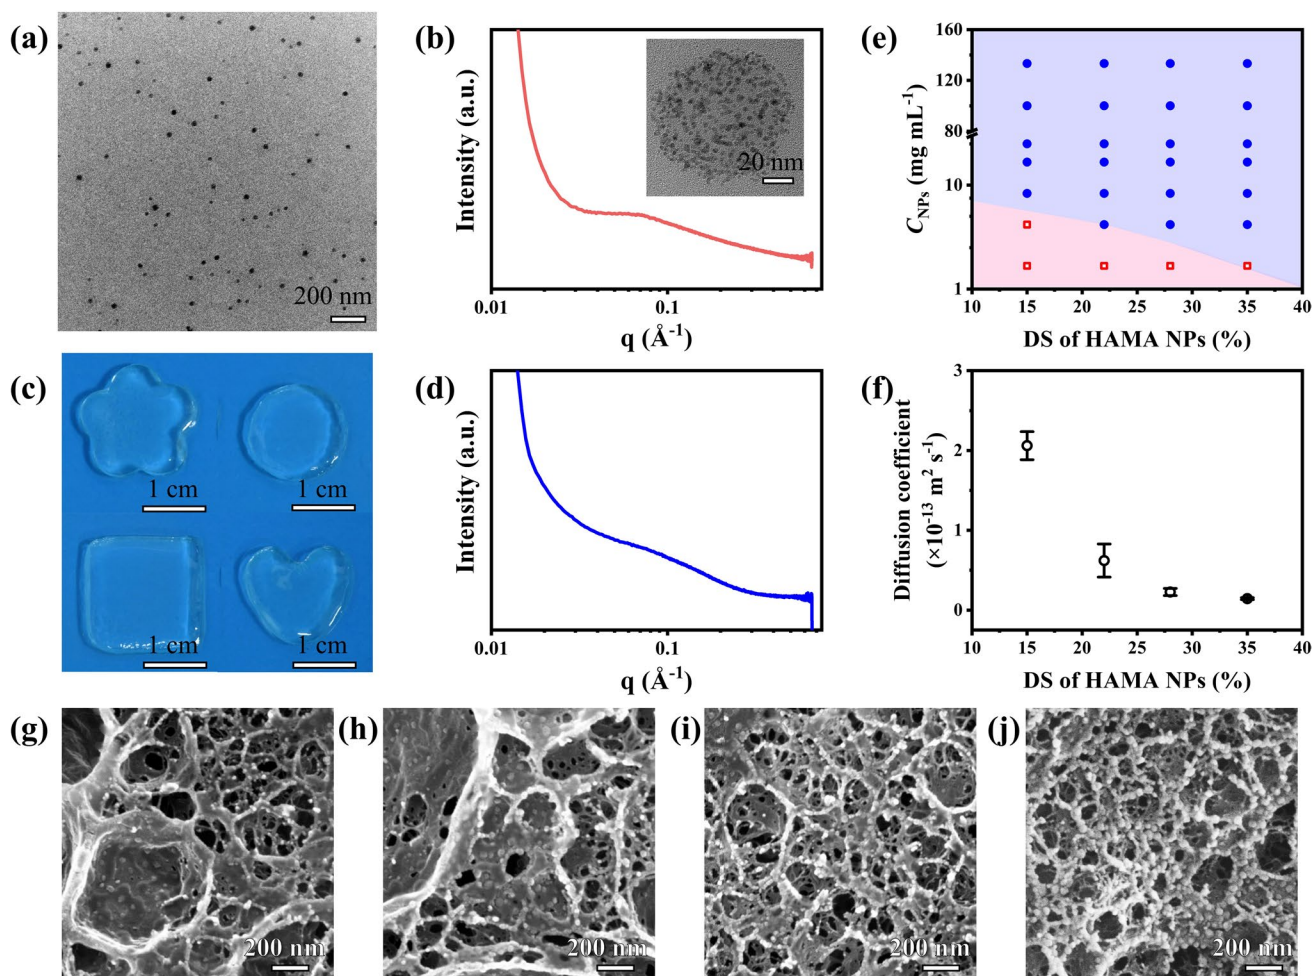 (a)
200 nm
(b)
Intensity (a.u.)
20 nm
0.01
0.1
q (Å⁻¹)
(e)
C_NPs (mg mL⁻¹)
160
120
80
10
1
10
15
20
25
30
35
40
DS of HAMA NPs (%)
(c)
1 cm
1 cm
1 cm
1 cm
(d)
Intensity (a.u.)
0.01
0.1
q (Å⁻¹)
(f)
Diffusion coefficient
(×10⁻¹³ m² s⁻¹)
3
2
1
0
10
15
20
25
30
35
40
DS of HAMA NPs (%)
(g)
200 nm
(h)
200 nm
(i)
200 nm
(j)
200 nm